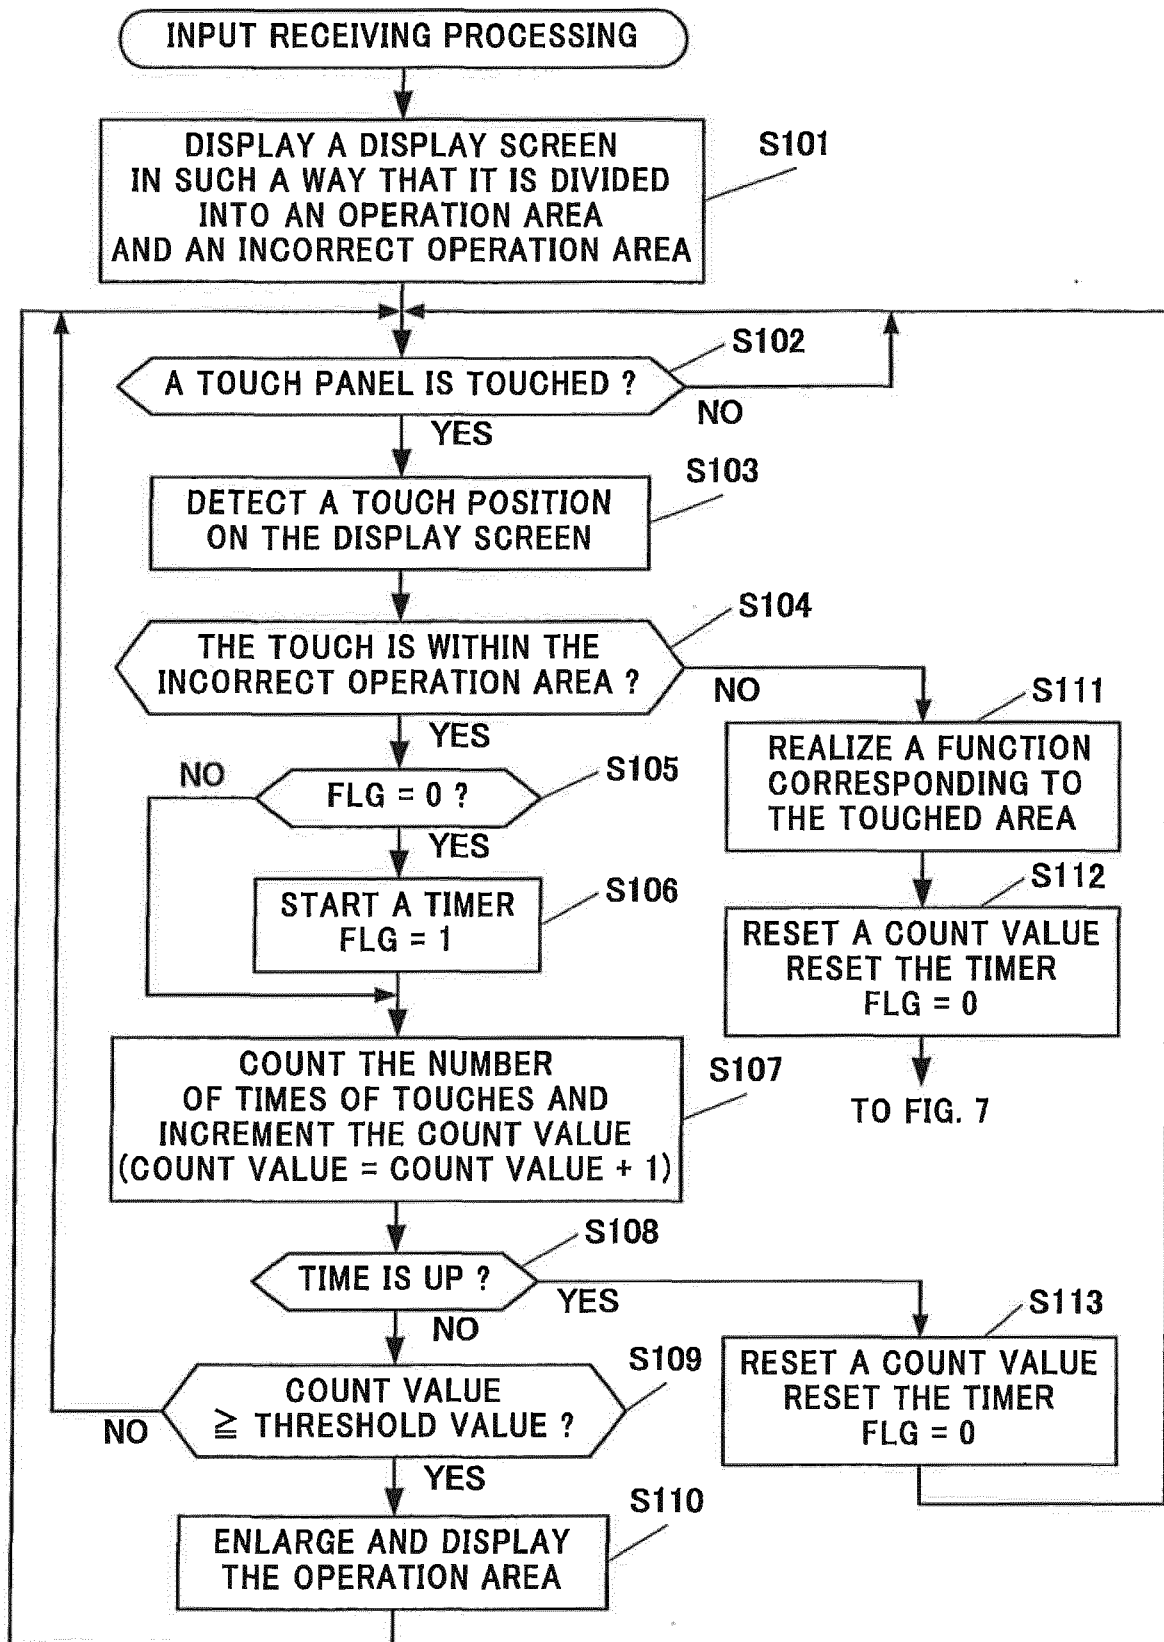 INPUT RECEIVING PROCESSING
DISPLAY A DISPLAY SCREEN
IN SUCH A WAY THAT IT IS DIVIDED
INTO AN OPERATION AREA
AND AN INCORRECT OPERATION AREA
S101
S102
A TOUCH PANEL IS TOUCHED ?
NO
YES
S103
DETECT A TOUCH POSITION
ON THE DISPLAY SCREEN
S104
THE TOUCH IS WITHIN THE
INCORRECT OPERATION AREA ?
NO
YES
S111
REALIZE A FUNCTION
CORRESPONDING TO
THE TOUCHED AREA
NO
S105
FLG = 0 ?
YES
S106
START A TIMER
FLG = 1
S112
RESET A COUNT VALUE
RESET THE TIMER
FLG = 0
TO FIG. 7
S107
COUNT THE NUMBER
OF TIMES OF TOUCHES AND
INCREMENT THE COUNT VALUE
(COUNT VALUE = COUNT VALUE + 1)
S108
TIME IS UP ?
YES
NO
S113
RESET A COUNT VALUE
RESET THE TIMER
FLG = 0
S109
COUNT VALUE
≧ THRESHOLD VALUE ?
NO
YES
S110
ENLARGE AND DISPLAY
THE OPERATION AREA